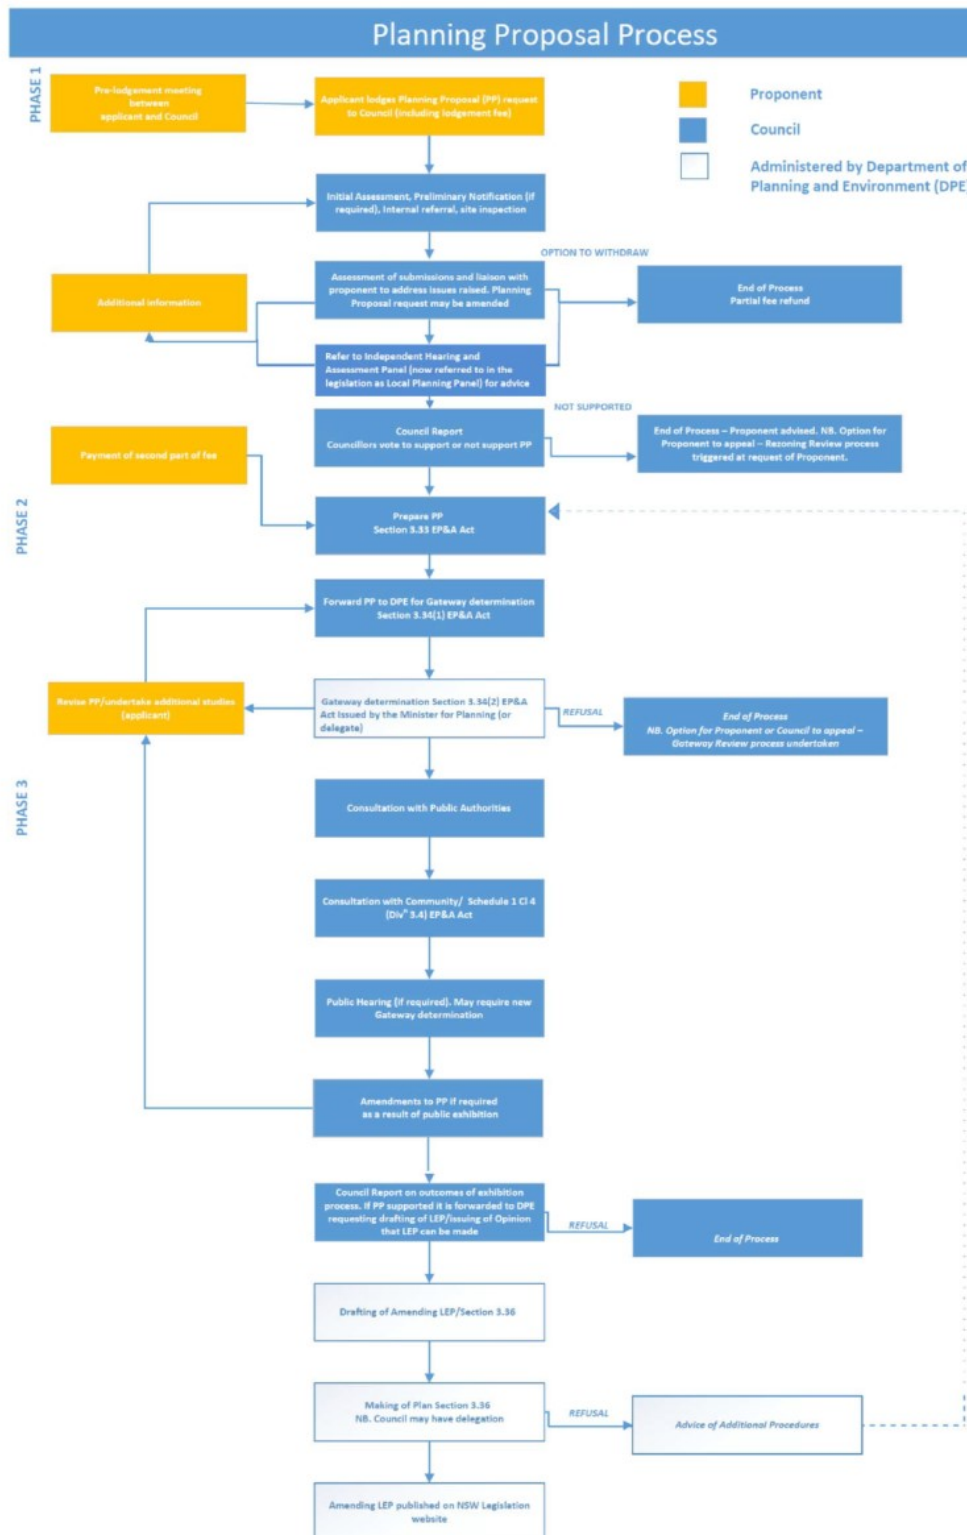 Planning Proposal Process
PHASE 1
Pre-lodgement meeting
between
applicant and Council
Applicant lodges Planning Proposal (PP) request
to Council (including lodgement fee)
Proponent
Council
Administered by Department of
Planning and Environment (DPE)
Initial Assessment, Preliminary Notification (if
required), Internal referral, site inspection
OPTION TO WITHDRAW
Additional information
Assessment of submissions and liaison with
proponent to address issues raised. Planning
Proposal request may be amended
End of Process
Partial fee refund
Refer to Independent Hearing and
Assessment Panel (now referred to in the
legislation as Local Planning Panel) for advice
NOT SUPPORTED
Council Report
Councillors vote to support or not support PP
End of Process – Proponent advised. NB. Option for
Proponent to appeal – Rezoning Review process
triggered at request of Proponent.
Payment of second part of fee
PHASE 2
Prepare PP
Section 3.33 EP&A Act
Forward PP to DPE for Gateway determination
Section 3.34(1) EP&A Act
Revise PP/undertake additional studies
(applicant)
Gateway determination Section 3.34(2) EP&A
Act Issued by the Minister for Planning (or
delegate)
REFUSAL
End of Process
NB. Option for Proponent or Council to appeal –
Gateway Review process undertaken
PHASE 3
Consultation with Public Authorities
Consultation with Community/ Schedule 1 Cl 4
(Divⁿ 3.4) EP&A Act
Public Hearing (if required). May require new
Gateway determination
Amendments to PP if required
as a result of public exhibition
Council Report on outcomes of exhibition
process. If PP supported it is forwarded to DPE
requesting drafting of LEP/issuing of Opinion
that LEP can be made
REFUSAL
End of Process
Drafting of Amending LEP/Section 3.36
Making of Plan Section 3.36
NB. Council may have delegation
REFUSAL
Advice of Additional Procedures
Amending LEP published on NSW Legislation
website